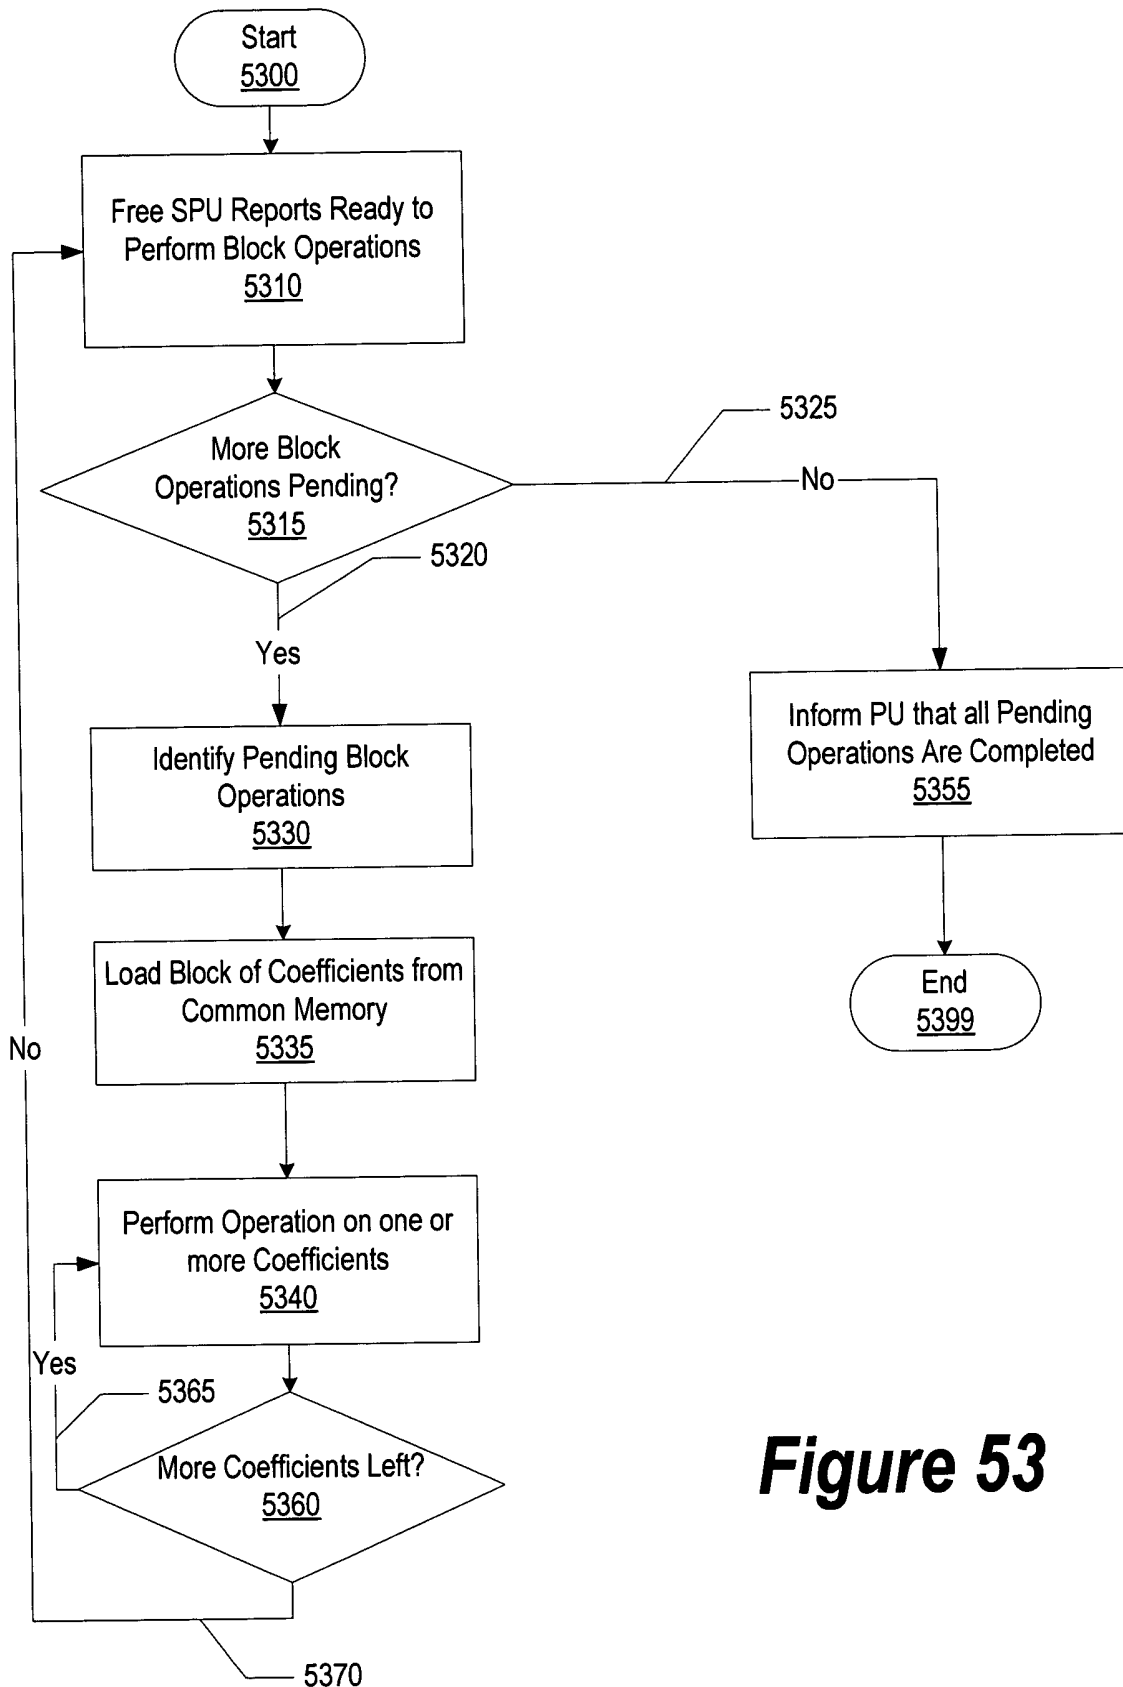 Start
5300
Free SPU Reports Ready to
Perform Block Operations
5310
More Block
Operations Pending?
5315
5325
No
5320
Yes
Identify Pending Block
Operations
5330
Inform PU that all Pending
Operations Are Completed
5355
Load Block of Coefficients from
Common Memory
5335
End
5399
No
Perform Operation on one or
more Coefficients
5340
Yes
5365
More Coefficients Left?
5360
Figure 53
5370